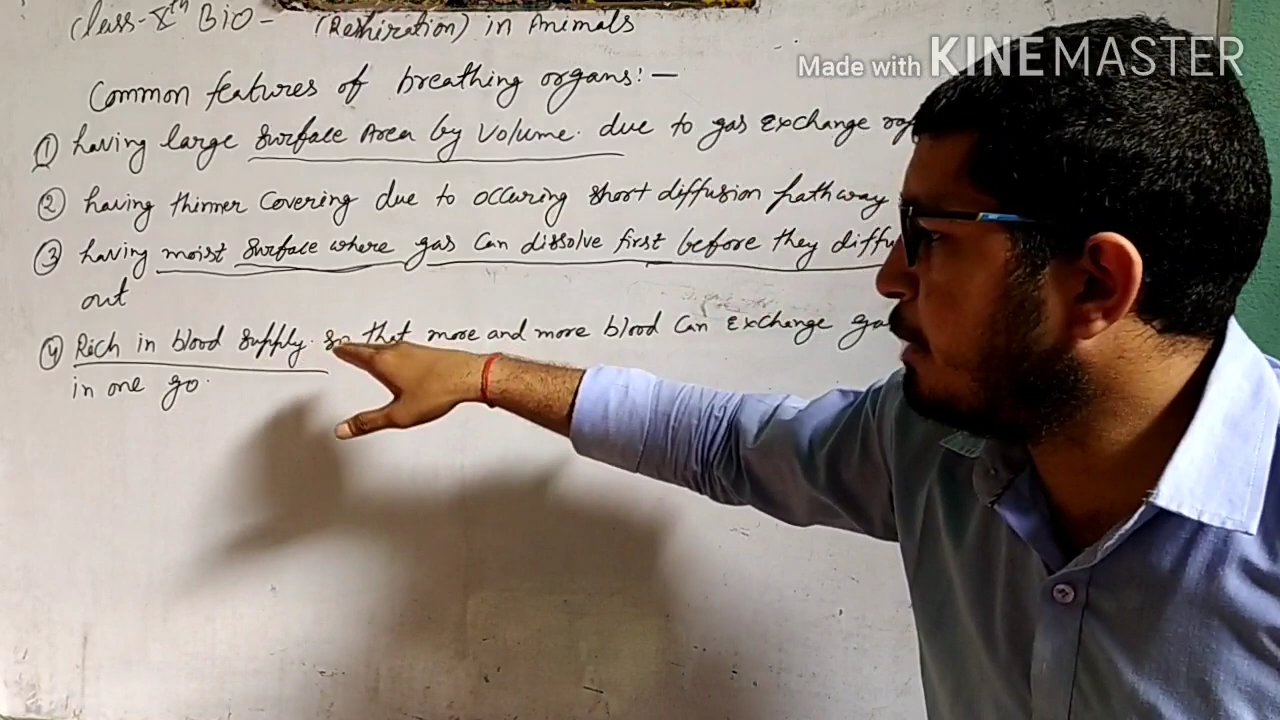 Class-Xth BiO- (Respiration) in Animals
Made with KINEMASTER
Common features of breathing organs:-
① having large surface Area by Volume. due to gas exchange
② having thinner covering due to occuring short diffusion pathway
③ having moist surface where gas can dissolve first before they
out
④ Rich in blood supply. so that more and more blood can exchange
in one go.